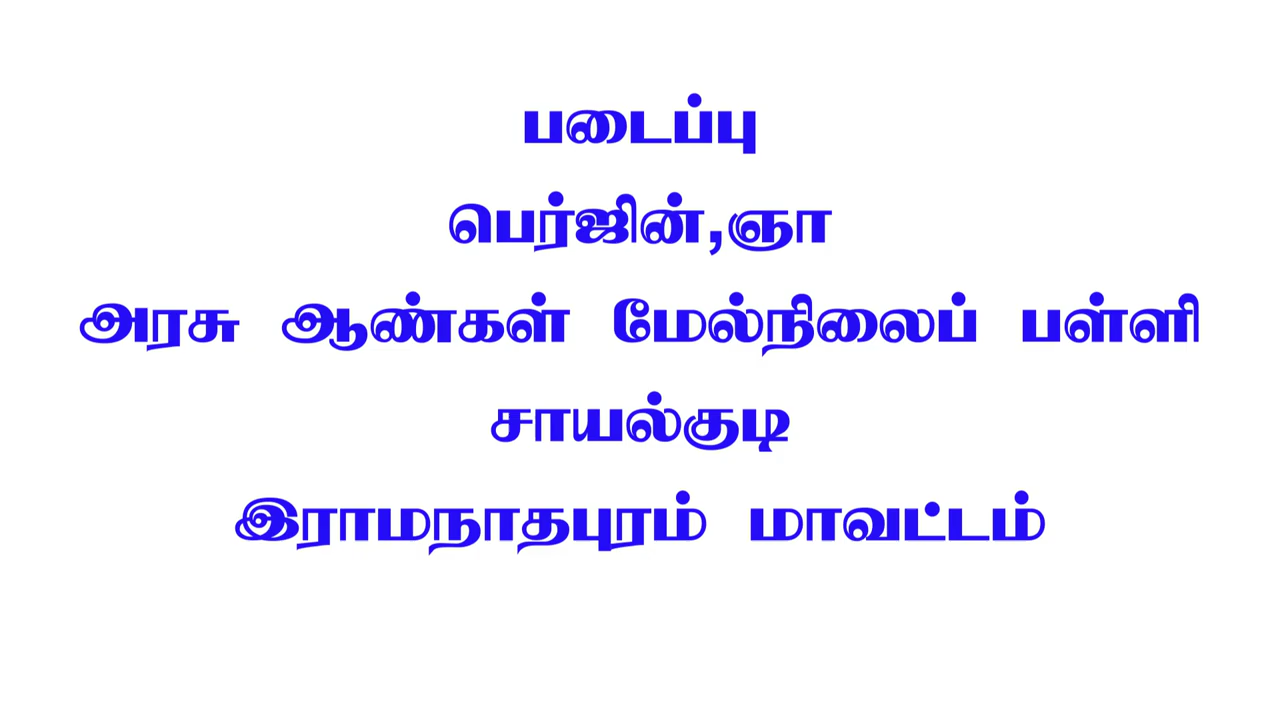 படைப்பு
பெர்ஜின்,ஞா
அரசு ஆண்கள் மேல்நிலைப் பள்ளி
சாயல்குடி
இராமநாதபுரம் மாவட்டம்